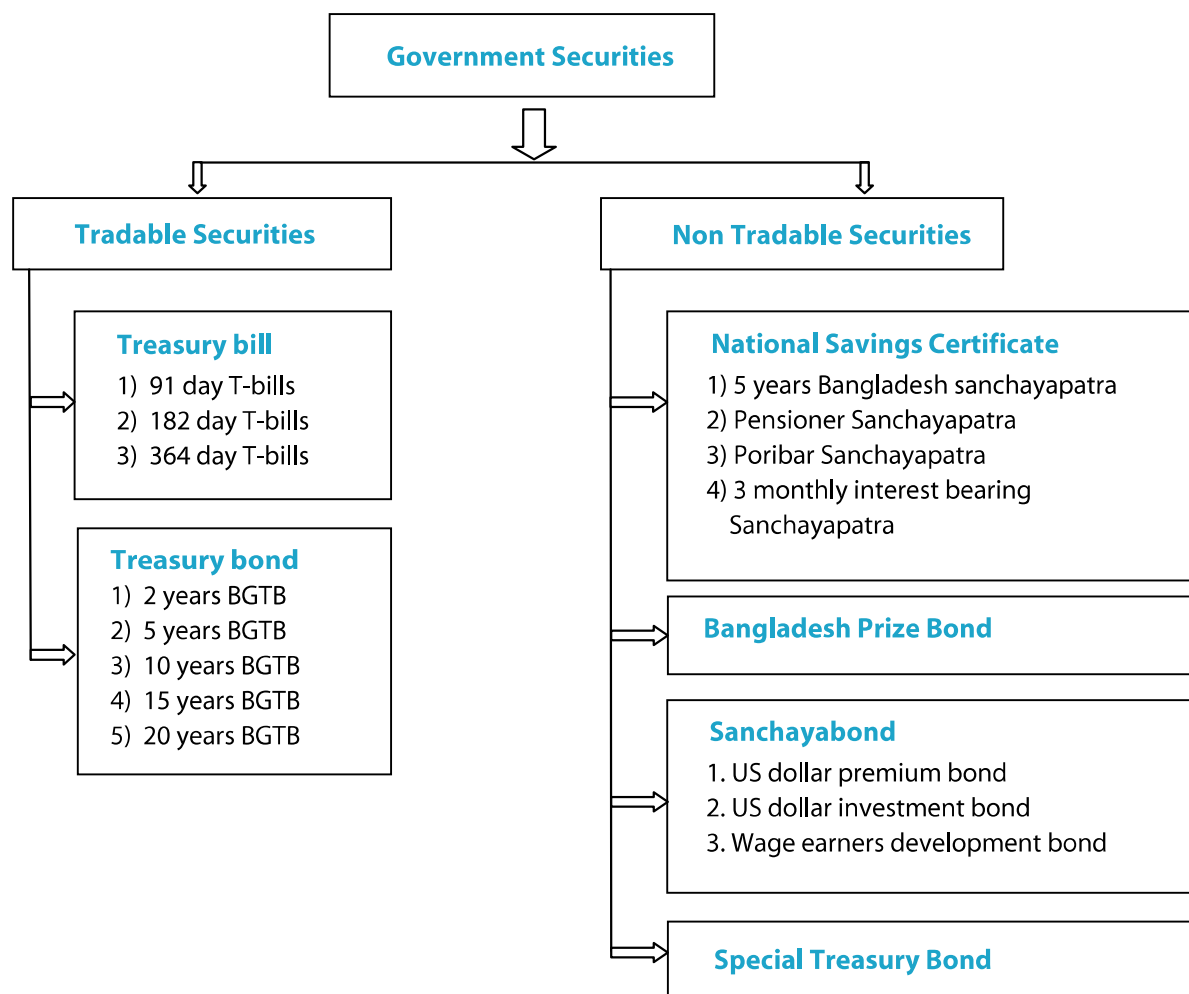 Government Securities
Tradable Securities
Treasury bill
1) 91 day T-bills
2) 182 day T-bills
3) 364 day T-bills
Treasury bond
1) 2 years BGTB
2) 5 years BGTB
3) 10 years BGTB
4) 15 years BGTB
5) 20 years BGTB
Non Tradable Securities
National Savings Certificate
1) 5 years Bangladesh sanchayapatra
2) Pensioner Sanchayapatra
3) Poribar Sanchayapatra
4) 3 monthly interest bearing
Sanchayapatra
Bangladesh Prize Bond
Sanchayabond
1. US dollar premium bond
2. US dollar investment bond
3. Wage earners development bond
Special Treasury Bond